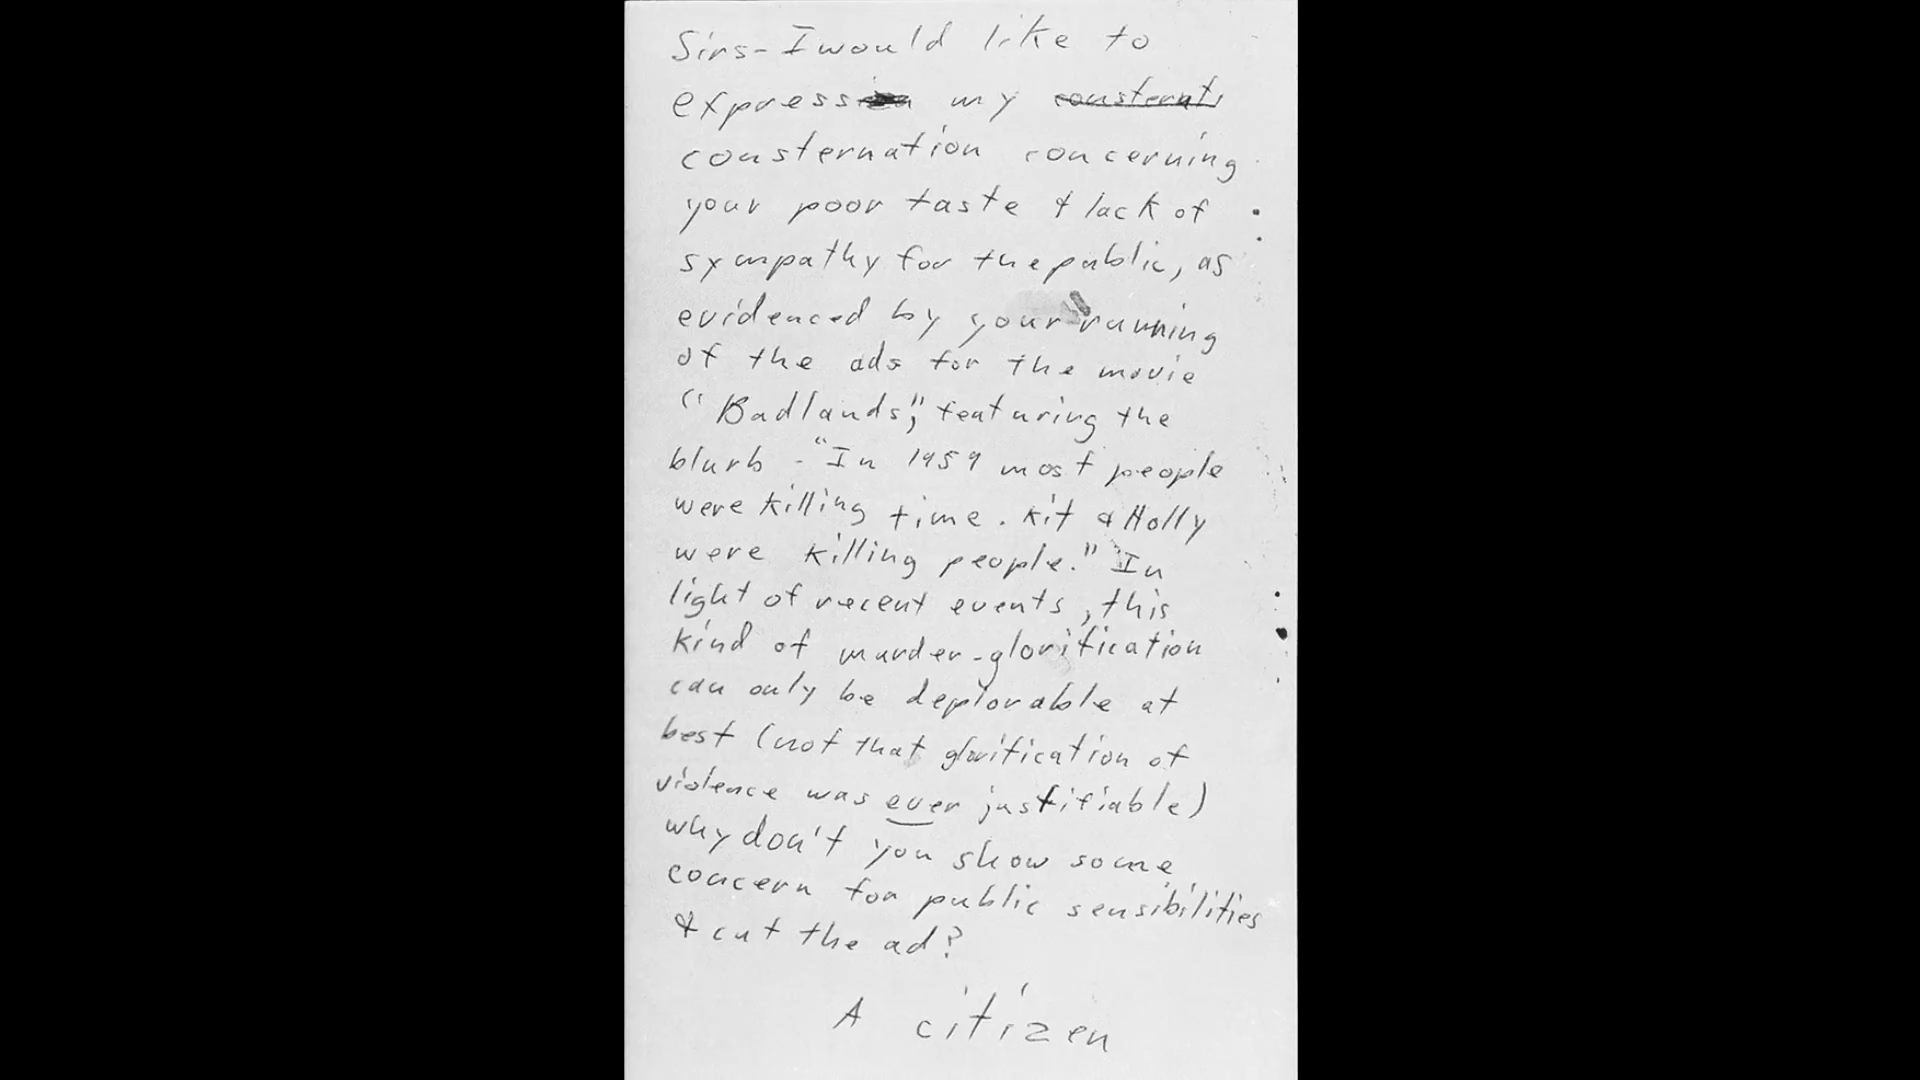 Sirs- I would like to
express my consternati
consternation concerning
your poor taste & lack of
sympathy for the public, as
evidenced by your running
of the ads for the movie
"Badlands", featuring the
blurb - "In 1959 most people
were killing time. Kit & Holly
were killing people." In
light of recent events, this
kind of murder-glorification
can only be deplorable at
best (not that glorification of
violence was ever justifiable)
why don't you show some
concern for public sensibilities
& cut the ad?
A citizen